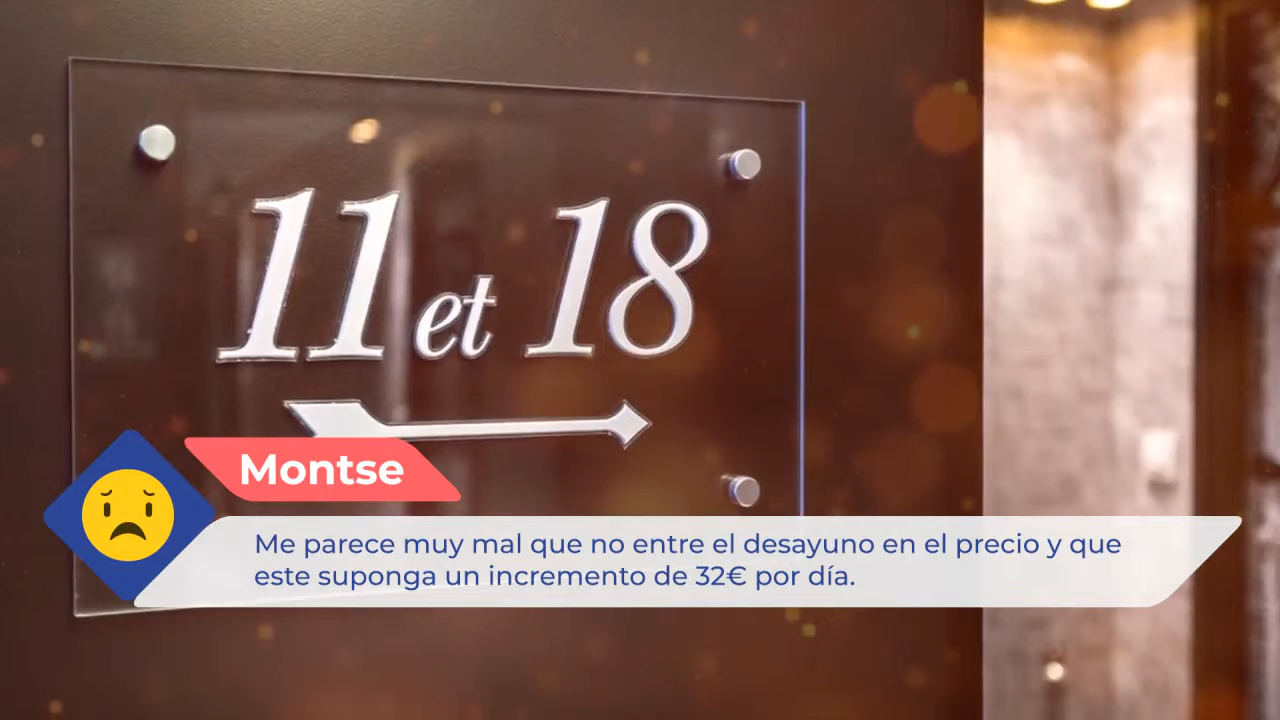 11 et 18
Montse
Me parece muy mal que no entre el desayuno en el precio y que
este suponga un incremento de 32€ por día.